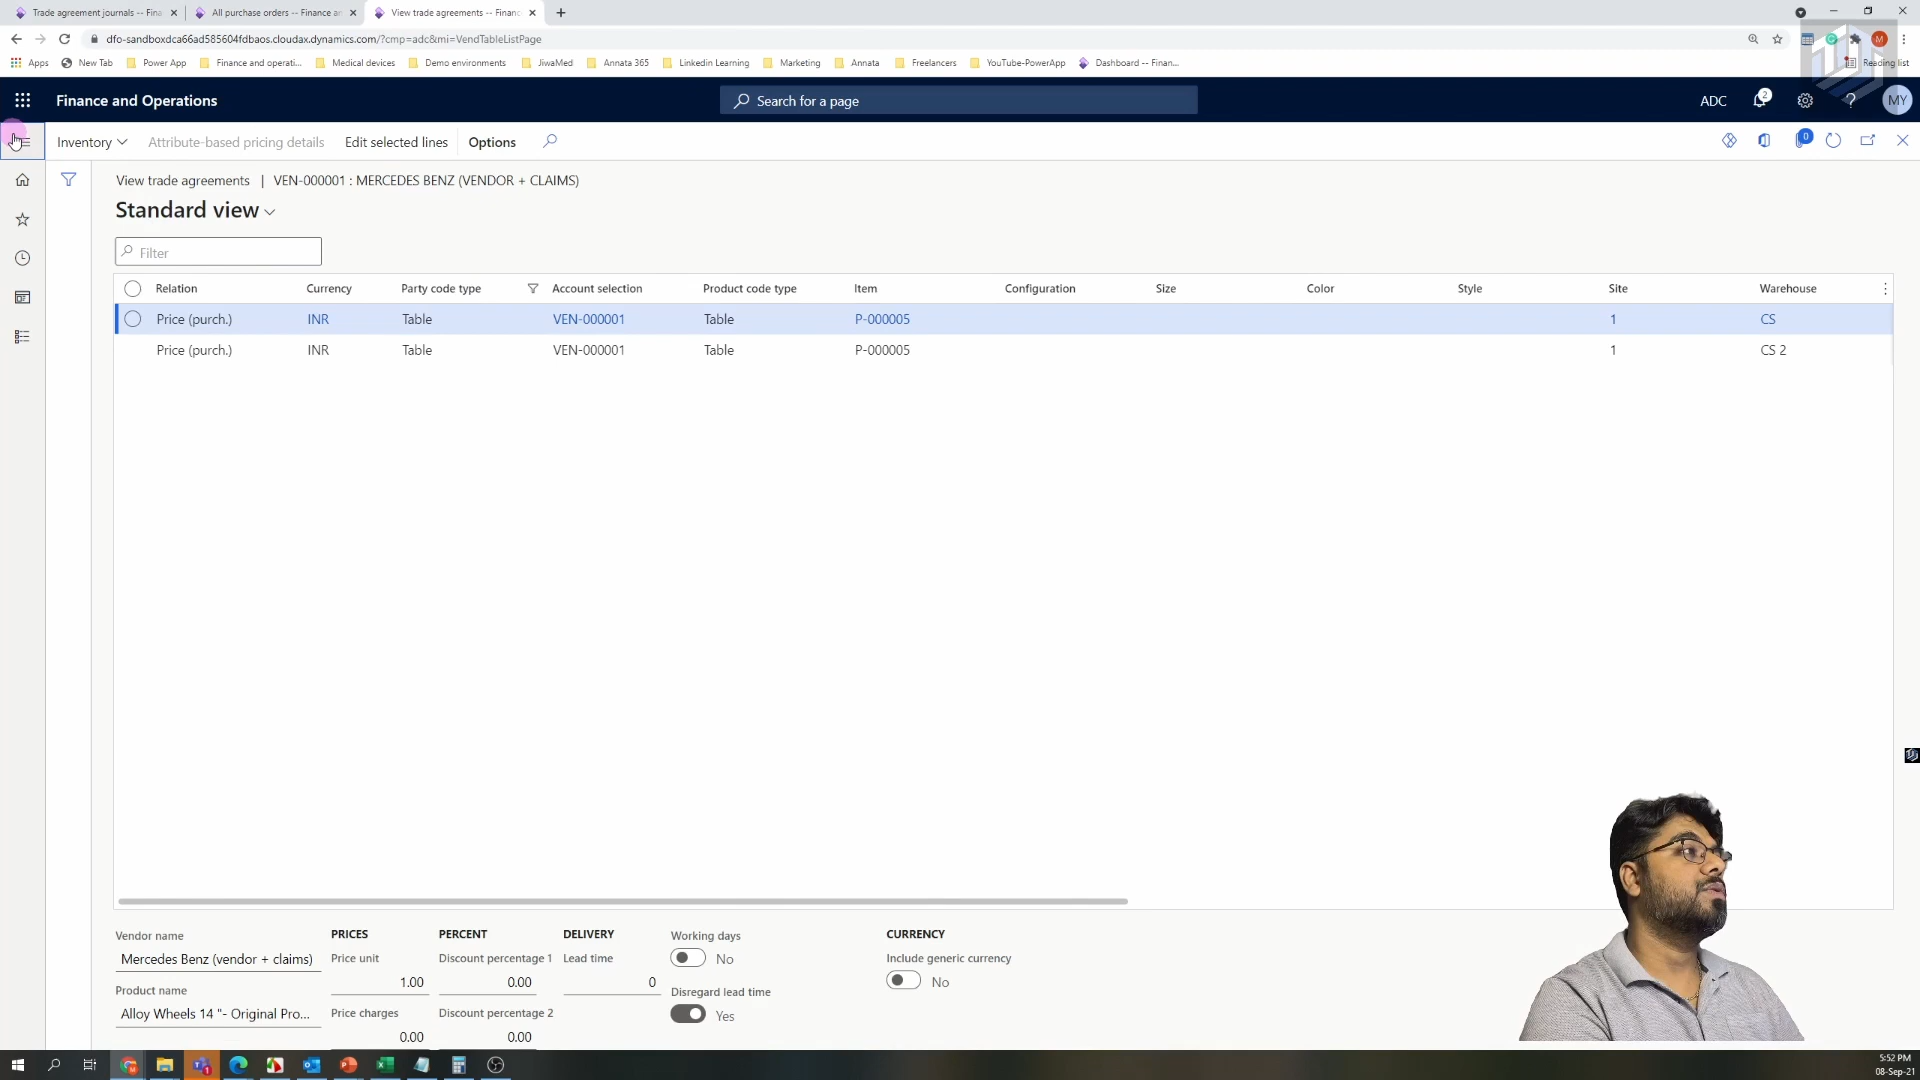 Trade agreement journals -- Fina
All purchase orders -- Finance an
View trade agreements -- Financ
dfo-sandboxdca66ad585604fdbaos.cloudax.dynamics.com/?cmp=adc&mi=VendTableListPage
Apps New Tab Power App Finance and operati... Medical devices Demo environments JiwaMed Annata 365 Linkedin Learning Marketing Annata Freelancers YouTube-PowerApp Dashboard -- Finan... Reading list
Finance and Operations Search for a page ADC 2 ? MY
Inventory Attribute-based pricing details Edit selected lines Options 0
View trade agreements | VEN-000001 : MERCEDES BENZ (VENDOR + CLAIMS)
Standard view
Filter
Relation Currency Party code type Account selection Product code type Item Configuration Size Color Style Site Warehouse
Price (purch.) INR Table VEN-000001 Table P-000005 1 CS
Price (purch.) INR Table VEN-000001 Table P-000005 1 CS 2
Vendor name PRICES PERCENT DELIVERY Working days CURRENCY
Mercedes Benz (vendor + claims) Price unit Discount percentage 1 Lead time No Include generic currency
1.00 0.00 0 No
Product name Disregard lead time
Alloy Wheels 14 "- Original Pro... Price charges Discount percentage 2 Yes
0.00 0.00
5:52 PM
08-Sep-21